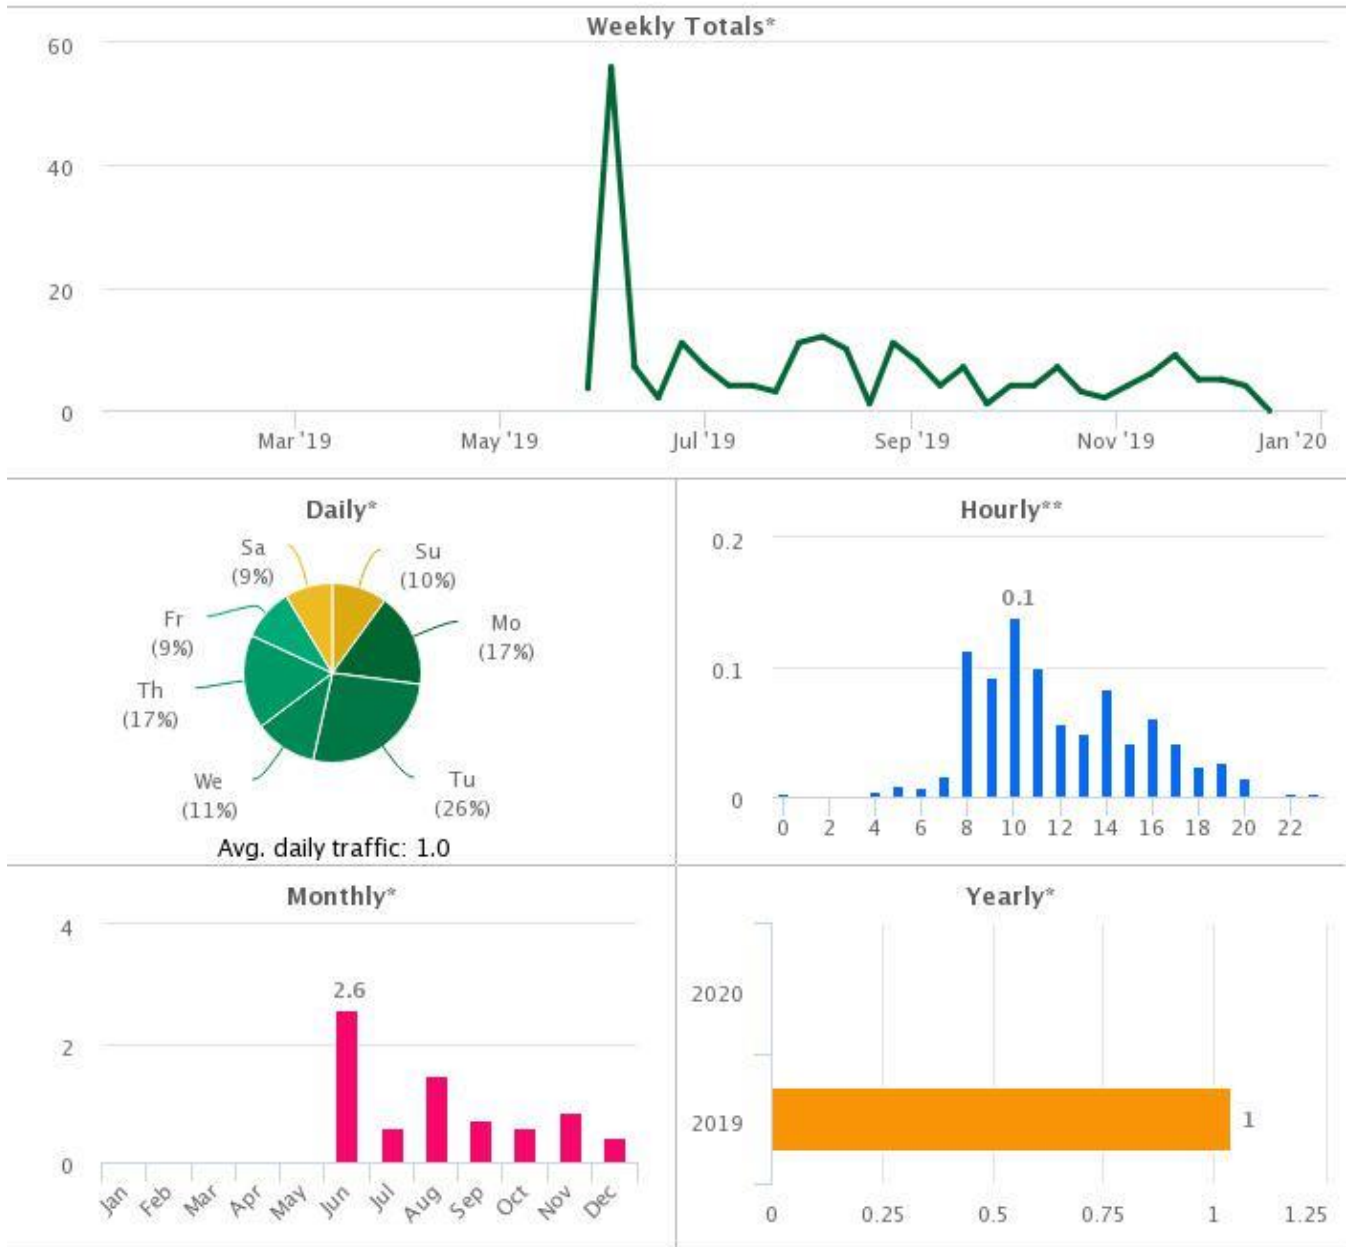 Weekly Totals*
60
40
20
0
Mar '19 May '19 Jul '19 Sep '19 Nov '19 Jan '20
Daily*
Sa
(9%)
Su
(10%)
Fr
(9%)
Mo
(17%)
Th
(17%)
We
(11%)
Tu
(26%)
Avg. daily traffic: 1.0
Hourly**
0.2
0.1
0.1
0
0 2 4 6 8 10 12 14 16 18 20 22
Monthly*
4
2.6
2
0
Jan Feb Mar Apr May Jun Jul Aug Sep Oct Nov Dec
Yearly*
2020
2019
1
0 0.25 0.5 0.75 1 1.25